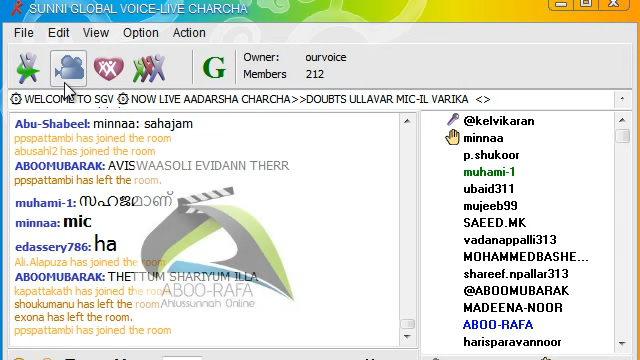 SUNNI GLOBAL VOICE-LIVE CHARCHA
File Edit View Option Action
Owner: ourvoice
G
Members 212
WELCOME TO SGV NOW LIVE AADARSHA CHARCHA>>DOUBTS ULLAVAR MIC-IL VARIKA <>
Abu-Shabeel: minnaa: sahajam
ppspattambi has joined the room
abusahl2 has joined the room
ABOOMUBARAK: AVISWAASOLI EVIDANN THERR
ppspattambi has left the room.
muhami-1: സഹജമാണ്
minnaa: mic
edassery786: ha
Ali.Alapuza has joined the room
ABOOMUBARAK: THETTUM SHARIYUM ILLA
kapattakath has joined the room
shoukumanu has left the room
exona has left the room
ppspattambi has joined the room
ABOO-RAFA
Ahlussunnah Online
@kelvikaran
minnaa
p.shukoor
muhami-1
ubaid311
mujeeb99
SAEED.MK
vadanappalli313
MOHAMMEDBASHE...
shareef.npallar313
@ABOOMUBARAK
MADEENA-NOOR
ABOO-RAFA
harisparavannoor